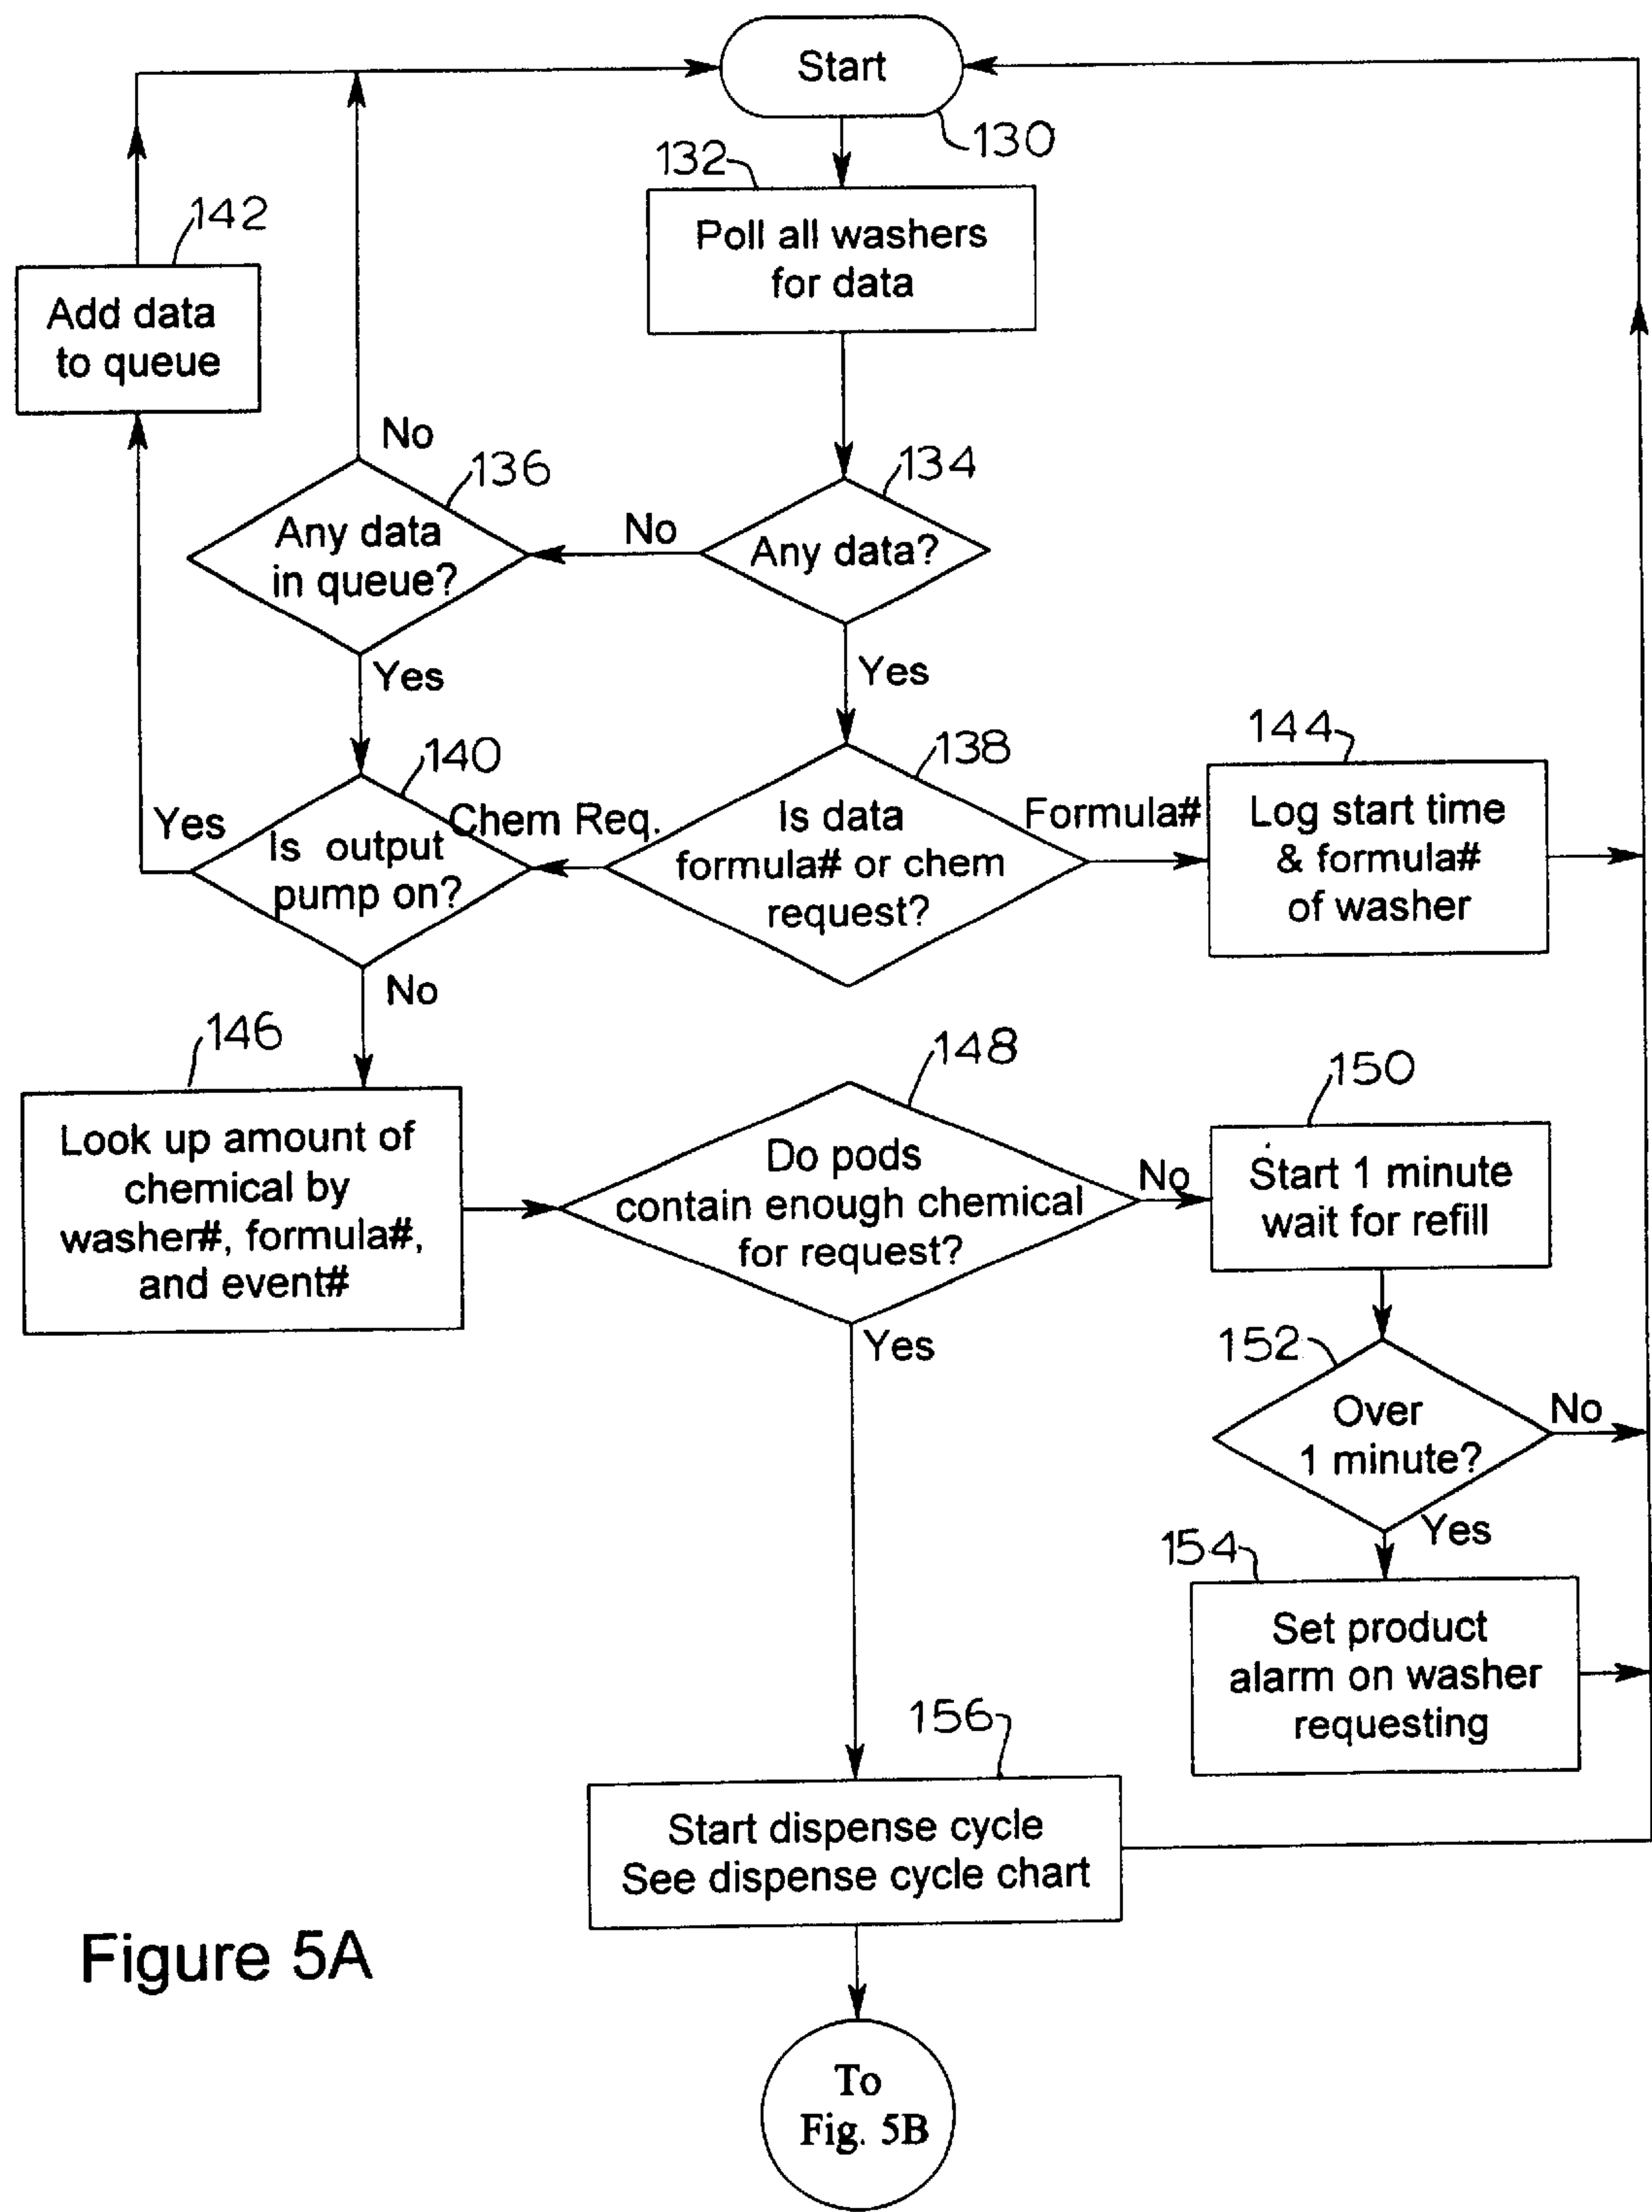 Start
130
132
Poll all washers
for data
142
Add data
to queue
No
136
Any data
in queue?
No
134
Any data?
Yes
Yes
140
Yes
Is output
pump on?
Chem Req.
138
Is data
formula# or chem
request?
Formula#
144
Log start time
& formula#
of washer
No
146
Look up amount of
chemical by
washer#, formula#,
and event#
148
Do pods
contain enough chemical
for request?
No
150
Start 1 minute
wait for refill
Yes
152
Over
1 minute?
No
Yes
154
Set product
alarm on washer
requesting
156
Start dispense cycle
See dispense cycle chart
Figure 5A
To
Fig. 5B